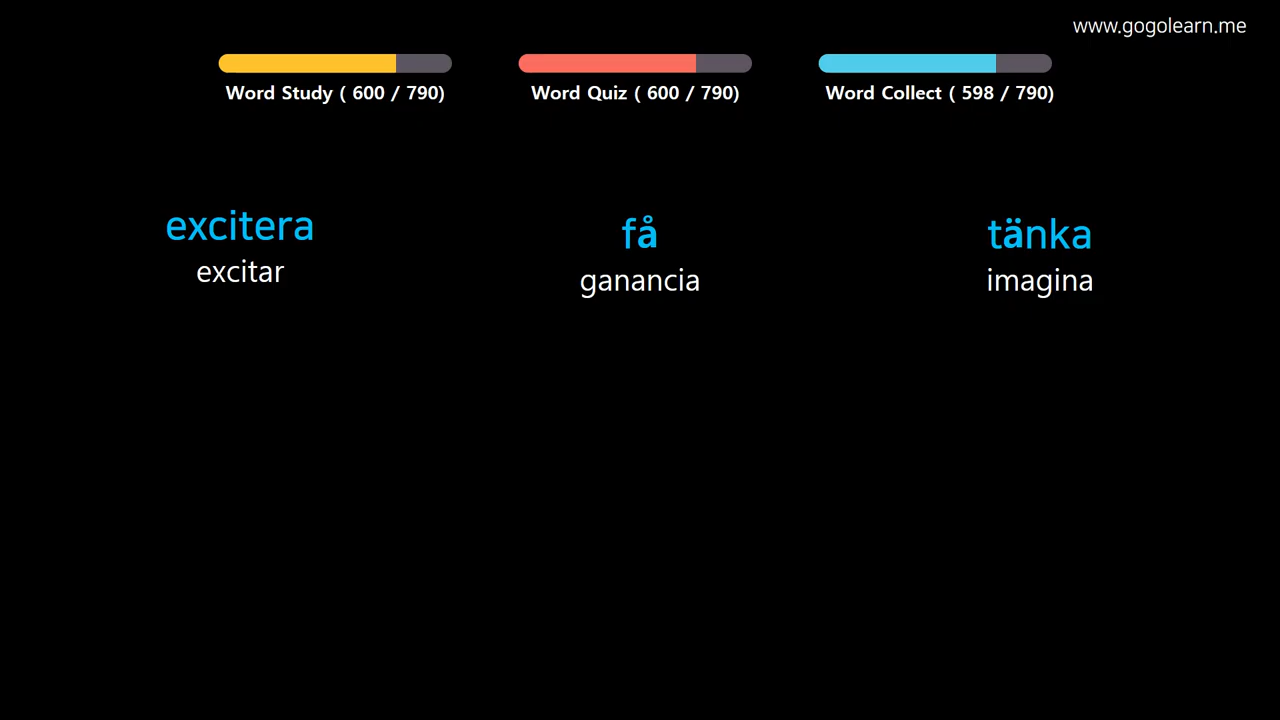 www.gogolearn.me
Word Study ( 600 / 790)
Word Quiz ( 600 / 790)
Word Collect ( 598 / 790)
excitera
excitar
få
ganancia
tänka
imagina